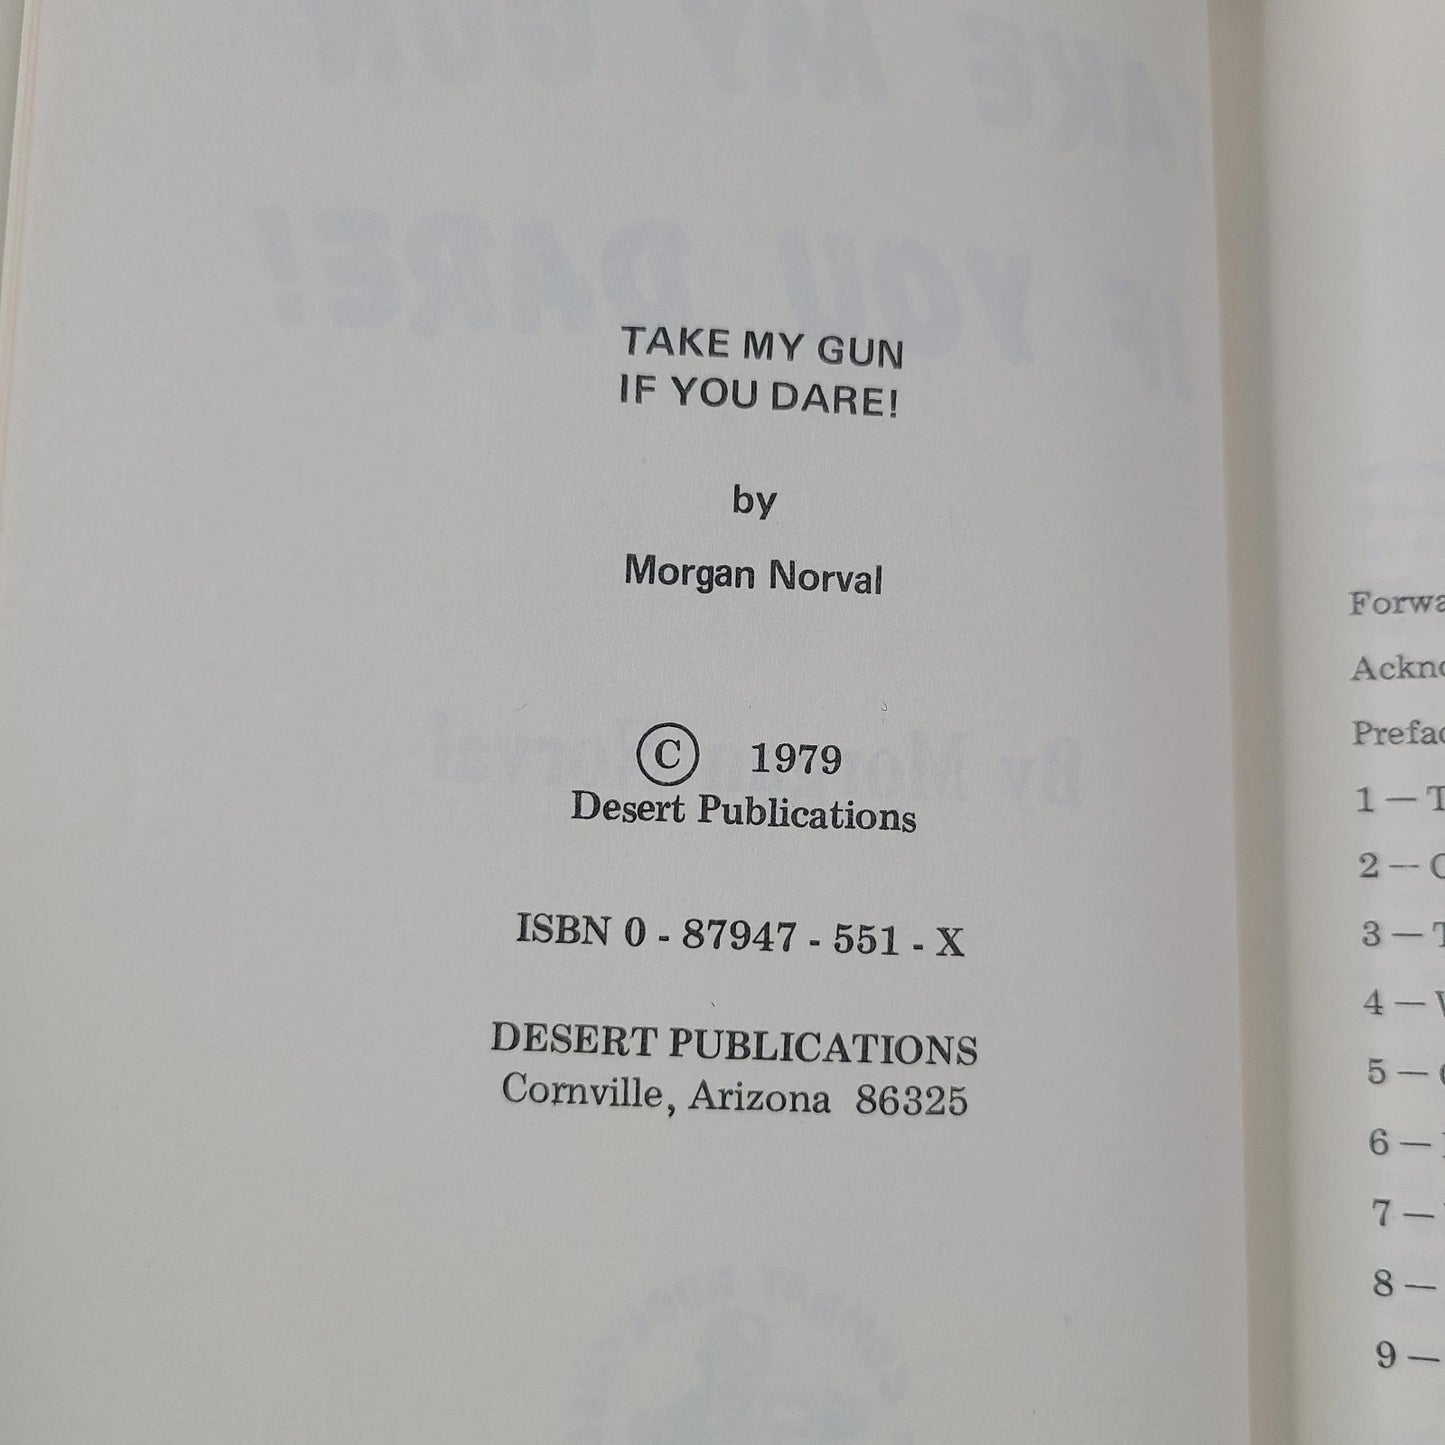 TAKE MY GUN
IF YOU DARE!
by
Morgan Norval
© 1979
Desert Publications
ISBN 0 - 87947 - 551 - X
DESERT PUBLICATIONS
Cornville, Arizona 86325
1 —
2 —
3 —
4 —
5 —
6 —
7 —
8 —
9 —